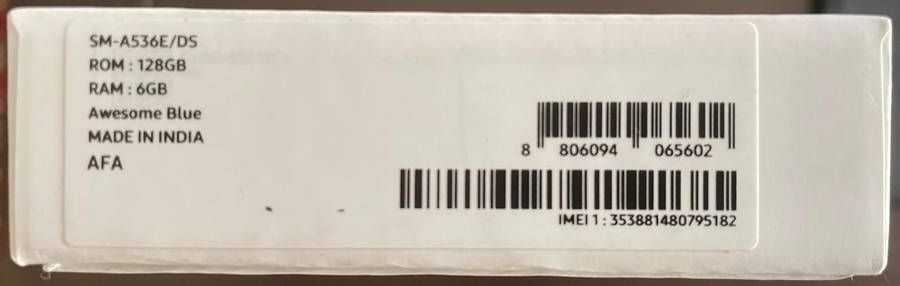 SM-A536E/DS
ROM : 128GB
RAM : 6GB
Awesome Blue
MADE IN INDIA
AFA
8 806094 065602
IMEI 1 : 353881480795182